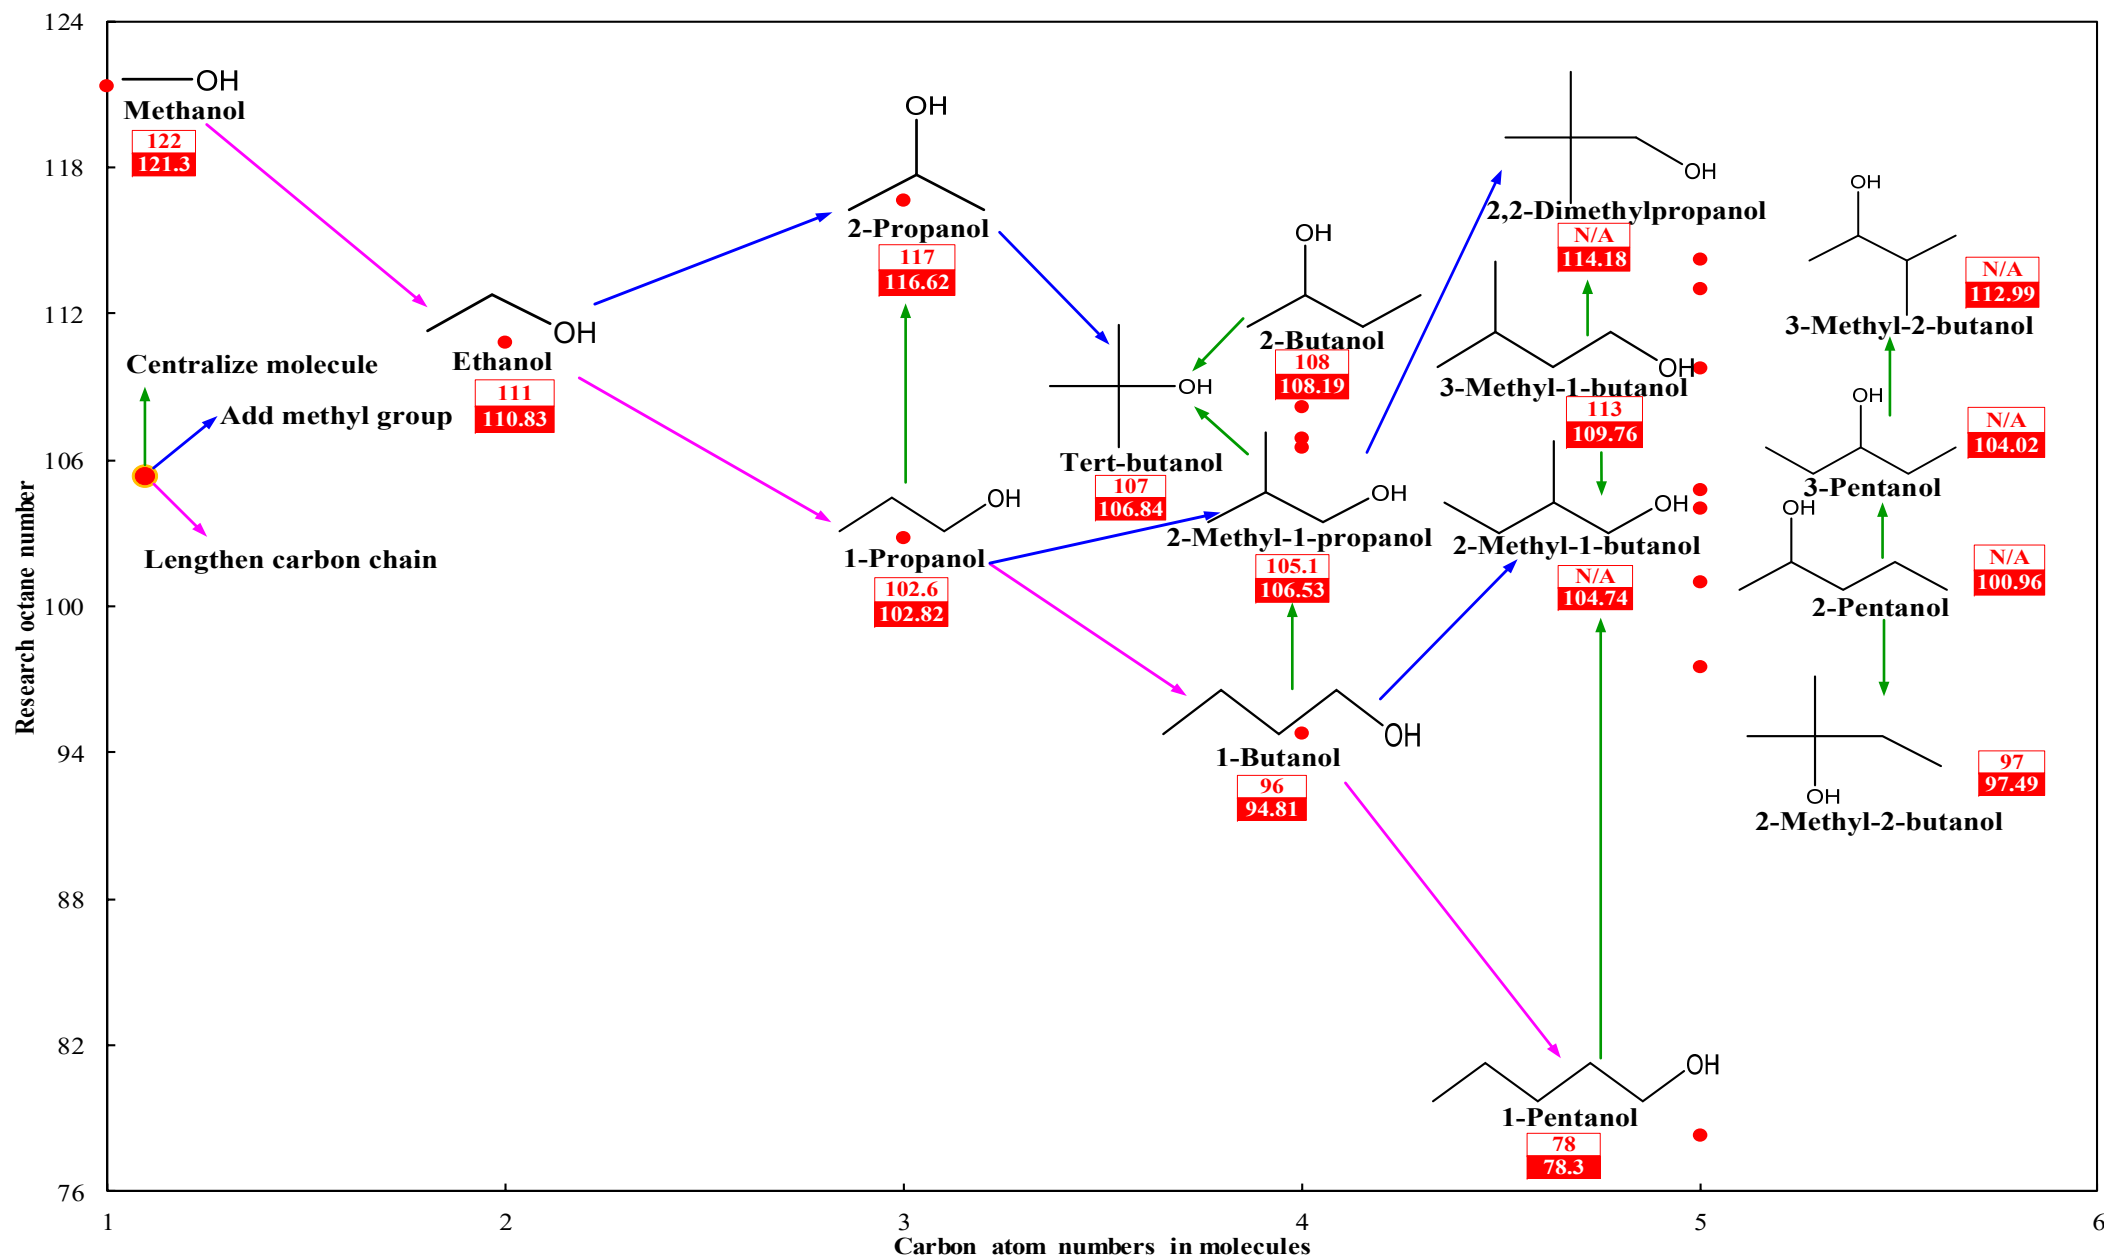 124
118
112
106
100
94
88
82
76
Research octane number
1
2
3
4
5
6
Carbon atom numbers in molecules
OH
Methanol
122
121.3
Centralize molecule
Add methyl group
Lengthen carbon chain
OH
Ethanol
111
110.83
OH
2-Propanol
117
116.62
OH
1-Propanol
102.6
102.82
OH
Tert-butanol
107
106.84
OH
2-Butanol
108
108.19
OH
2-Methyl-1-propanol
105.1
106.53
OH
1-Butanol
96
94.81
OH
2,2-Dimethylpropanol
N/A
114.18
OH
3-Methyl-1-butanol
113
109.76
OH
2-Methyl-1-butanol
N/A
104.74
OH
1-Pentanol
78
78.3
OH
3-Methyl-2-butanol
N/A
112.99
OH
3-Pentanol
N/A
104.02
OH
2-Pentanol
N/A
100.96
OH
2-Methyl-2-butanol
97
97.49